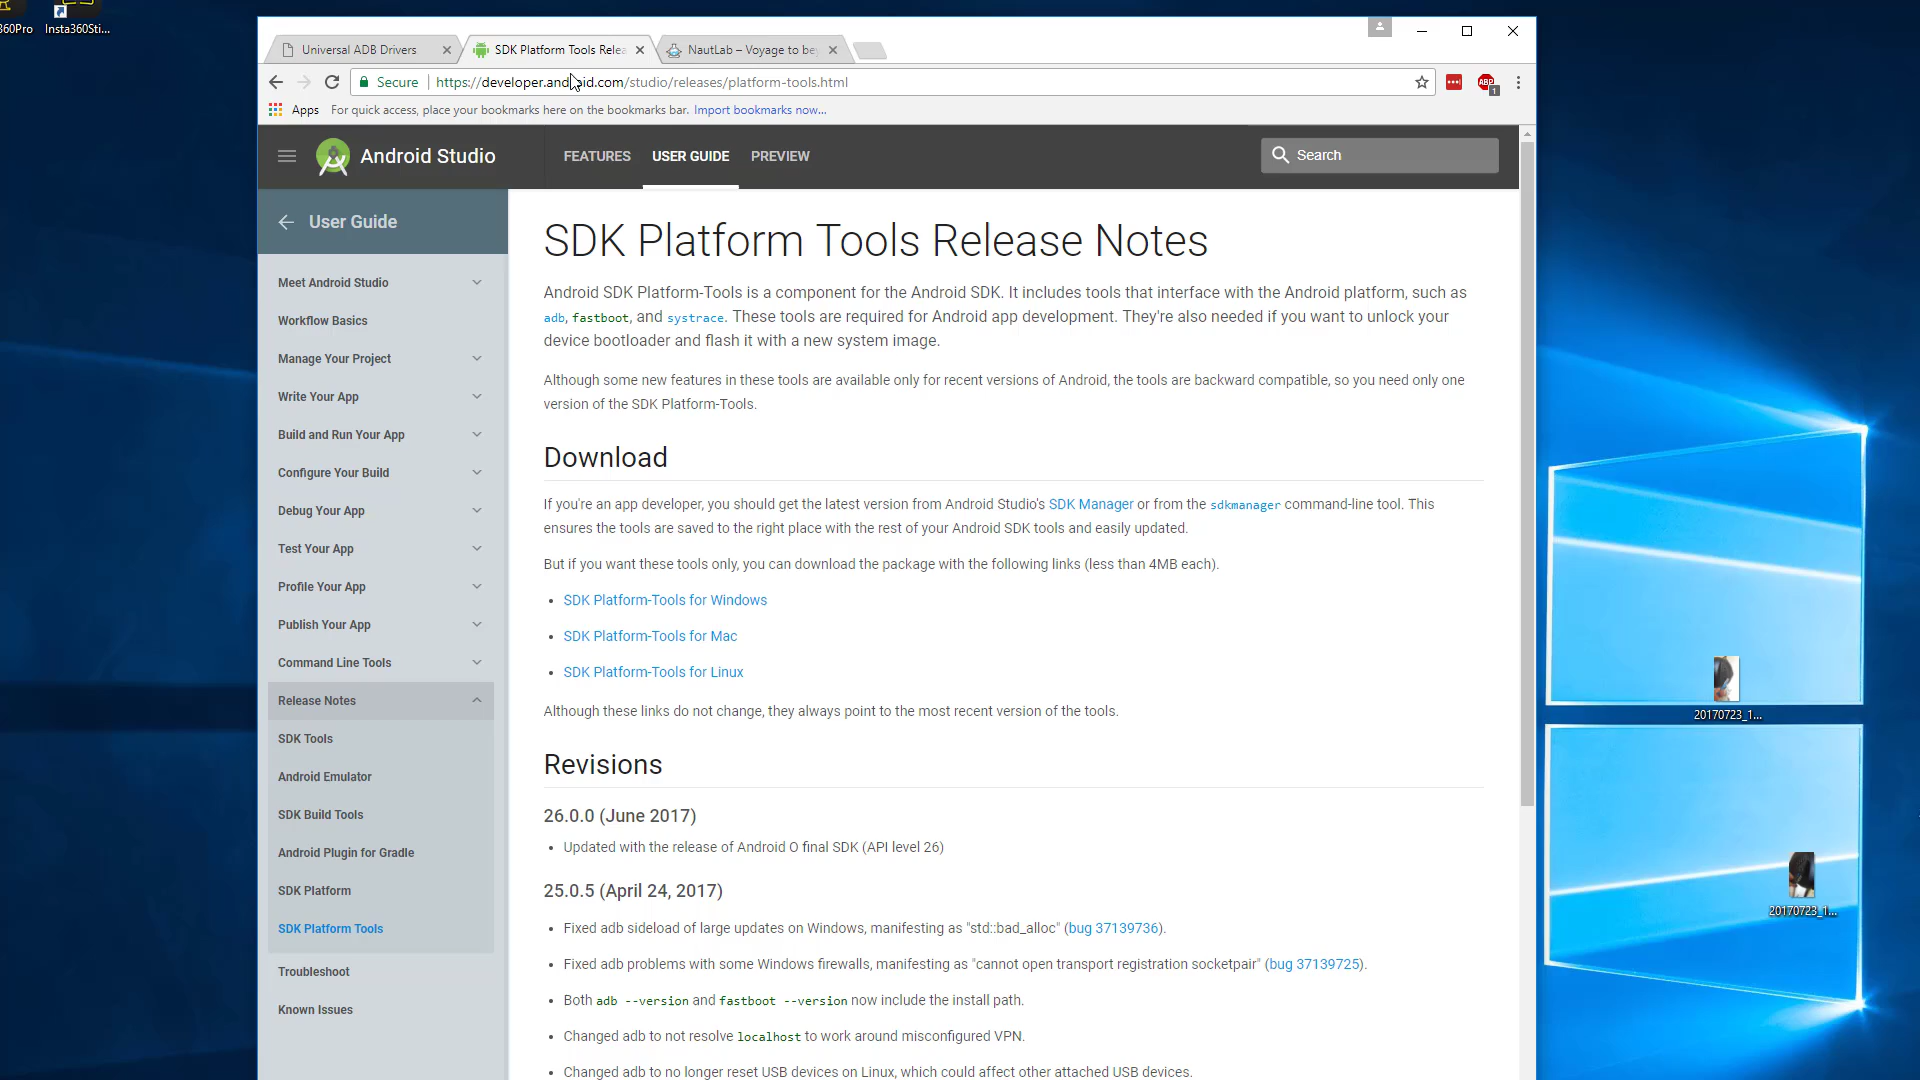 360Pro
Insta360Sti...
Universal ADB Drivers
SDK Platform Tools Relea
NautLab – Voyage to bey
Secure
https://developer.android.com/studio/releases/platform-tools.html
ABP
1
Apps
For quick access, place your bookmarks here on the bookmarks bar. Import bookmarks now...
Android Studio
FEATURES
USER GUIDE
PREVIEW
Search
User Guide
Meet Android Studio
Workflow Basics
Manage Your Project
Write Your App
Build and Run Your App
Configure Your Build
Debug Your App
Test Your App
Profile Your App
Publish Your App
Command Line Tools
Release Notes
SDK Tools
Android Emulator
SDK Build Tools
Android Plugin for Gradle
SDK Platform
SDK Platform Tools
Troubleshoot
Known Issues
SDK Platform Tools Release Notes
Android SDK Platform-Tools is a component for the Android SDK. It includes tools that interface with the Android platform, such as
adb, fastboot, and systrace. These tools are required for Android app development. They're also needed if you want to unlock your
device bootloader and flash it with a new system image.
Although some new features in these tools are available only for recent versions of Android, the tools are backward compatible, so you need only one
version of the SDK Platform-Tools.
Download
If you're an app developer, you should get the latest version from Android Studio's SDK Manager or from the sdkmanager command-line tool. This
ensures the tools are saved to the right place with the rest of your Android SDK tools and easily updated.
But if you want these tools only, you can download the package with the following links (less than 4MB each).
• SDK Platform-Tools for Windows
• SDK Platform-Tools for Mac
• SDK Platform-Tools for Linux
Although these links do not change, they always point to the most recent version of the tools.
Revisions
26.0.0 (June 2017)
• Updated with the release of Android O final SDK (API level 26)
25.0.5 (April 24, 2017)
• Fixed adb sideload of large updates on Windows, manifesting as "std::bad_alloc" (bug 37139736).
• Fixed adb problems with some Windows firewalls, manifesting as "cannot open transport registration socketpair" (bug 37139725).
• Both adb --version and fastboot --version now include the install path.
• Changed adb to not resolve localhost to work around misconfigured VPN.
• Changed adb to no longer reset USB devices on Linux, which could affect other attached USB devices.
20170723_1...
20170723_1...